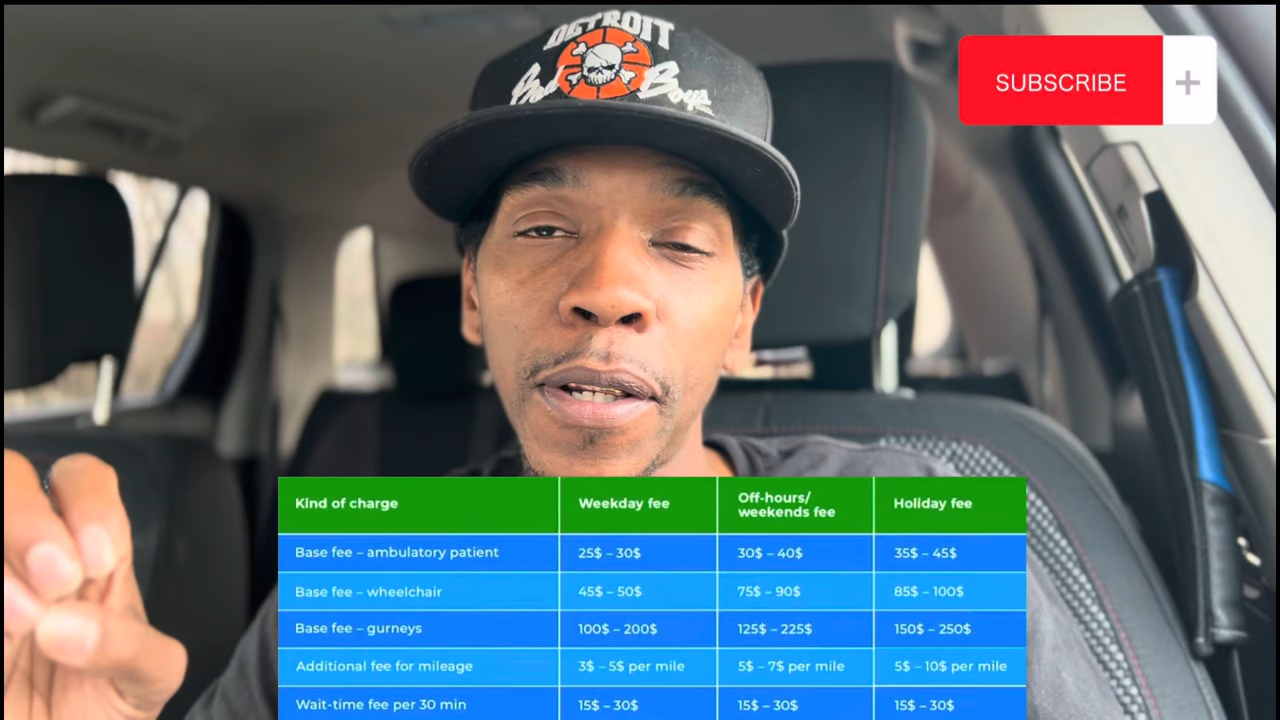 DETROIT
Bad Boys
SUBSCRIBE +
Kind of charge Weekday fee Off-hours/ weekends fee Holiday fee
Base fee – ambulatory patient 25$ – 30$ 30$ – 40$ 35$ – 45$
Base fee – wheelchair 45$ – 50$ 75$ – 90$ 85$ – 100$
Base fee – gurneys 100$ – 200$ 125$ – 225$ 150$ – 250$
Additional fee for mileage 3$ – 5$ per mile 5$ – 7$ per mile 5$ – 10$ per mile
Wait-time fee per 30 min 15$ – 30$ 15$ – 30$ 15$ – 30$